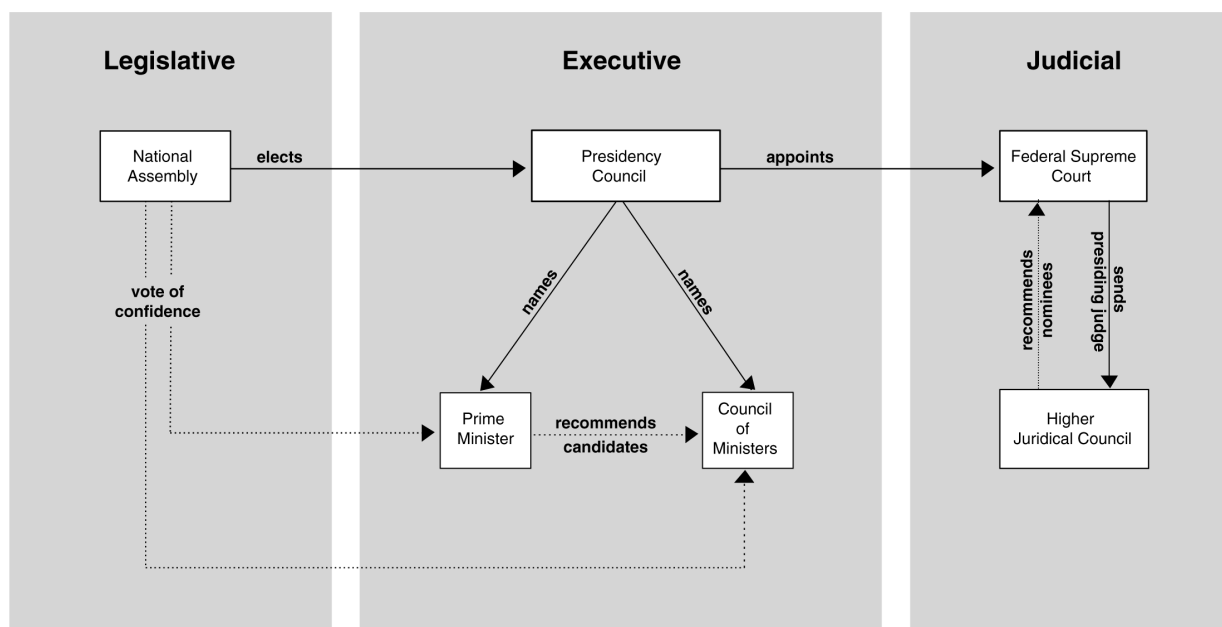 Legislative
Executive
Judicial
National
Assembly
elects
Presidency
Council
appoints
Federal Supreme
Court
vote of
confidence
names
names
recommends
nominees
sends
presiding judge
Prime
Minister
recommends
candidates
Council
of
Ministers
Higher
Juridical Council